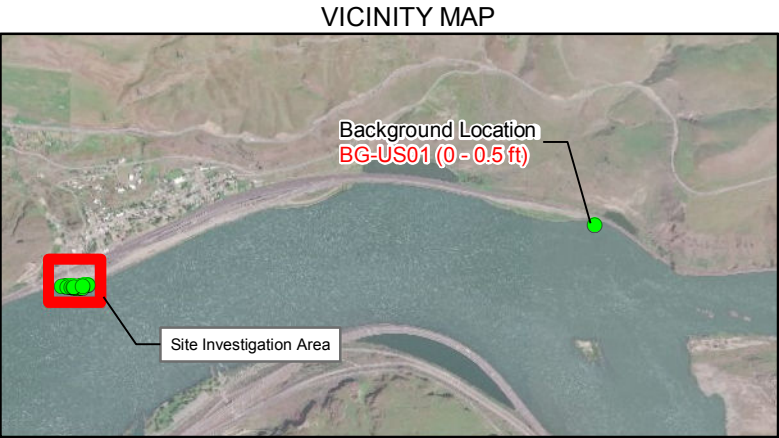 VICINITY MAP
Background Location
BG-US01 (0 - 0.5 ft)
Site Investigation Area